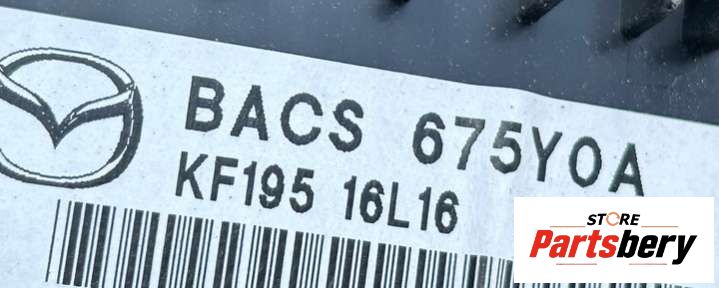 BACS 675Y0A
KF195 16L16
STORE
Partsbery